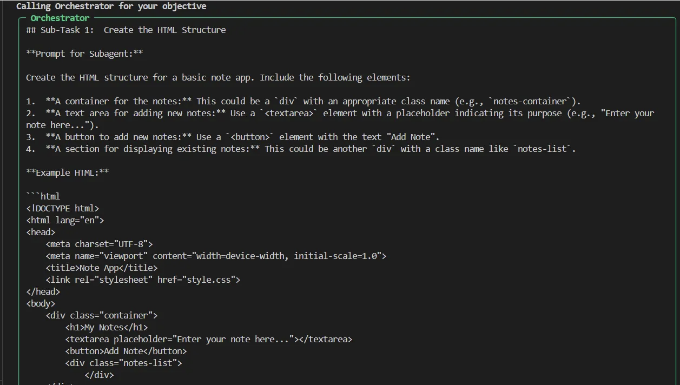 Calling Orchestrator for your objective
Orchestrator
## Sub-Task 1:  Create the HTML Structure
**Prompt for Subagent:**
Create the HTML structure for a basic note app. Include the following elements:
1.  **A container for the notes:** This could be a `div` with an appropriate class name (e.g., `notes-container`).
2.  **A text area for adding new notes:** Use a `<textarea>` element with a placeholder indicating its purpose (e.g., "Enter your
note here...").
3.  **A button to add new notes:** Use a `<button>` element with the text "Add Note".
4.  **A section for displaying existing notes:** This could be another `div` with a class name like `notes-list`.
**Example HTML:**
```html
<!DOCTYPE html>
<html lang="en">
<head>
    <meta charset="UTF-8">
    <meta name="viewport" content="width=device-width, initial-scale=1.0">
    <title>Note App</title>
    <link rel="stylesheet" href="style.css">
</head>
<body>
    <div class="container">
        <h1>My Notes</h1>
        <textarea placeholder="Enter your note here..."></textarea>
        <button>Add Note</button>
        <div class="notes-list">
            </div>